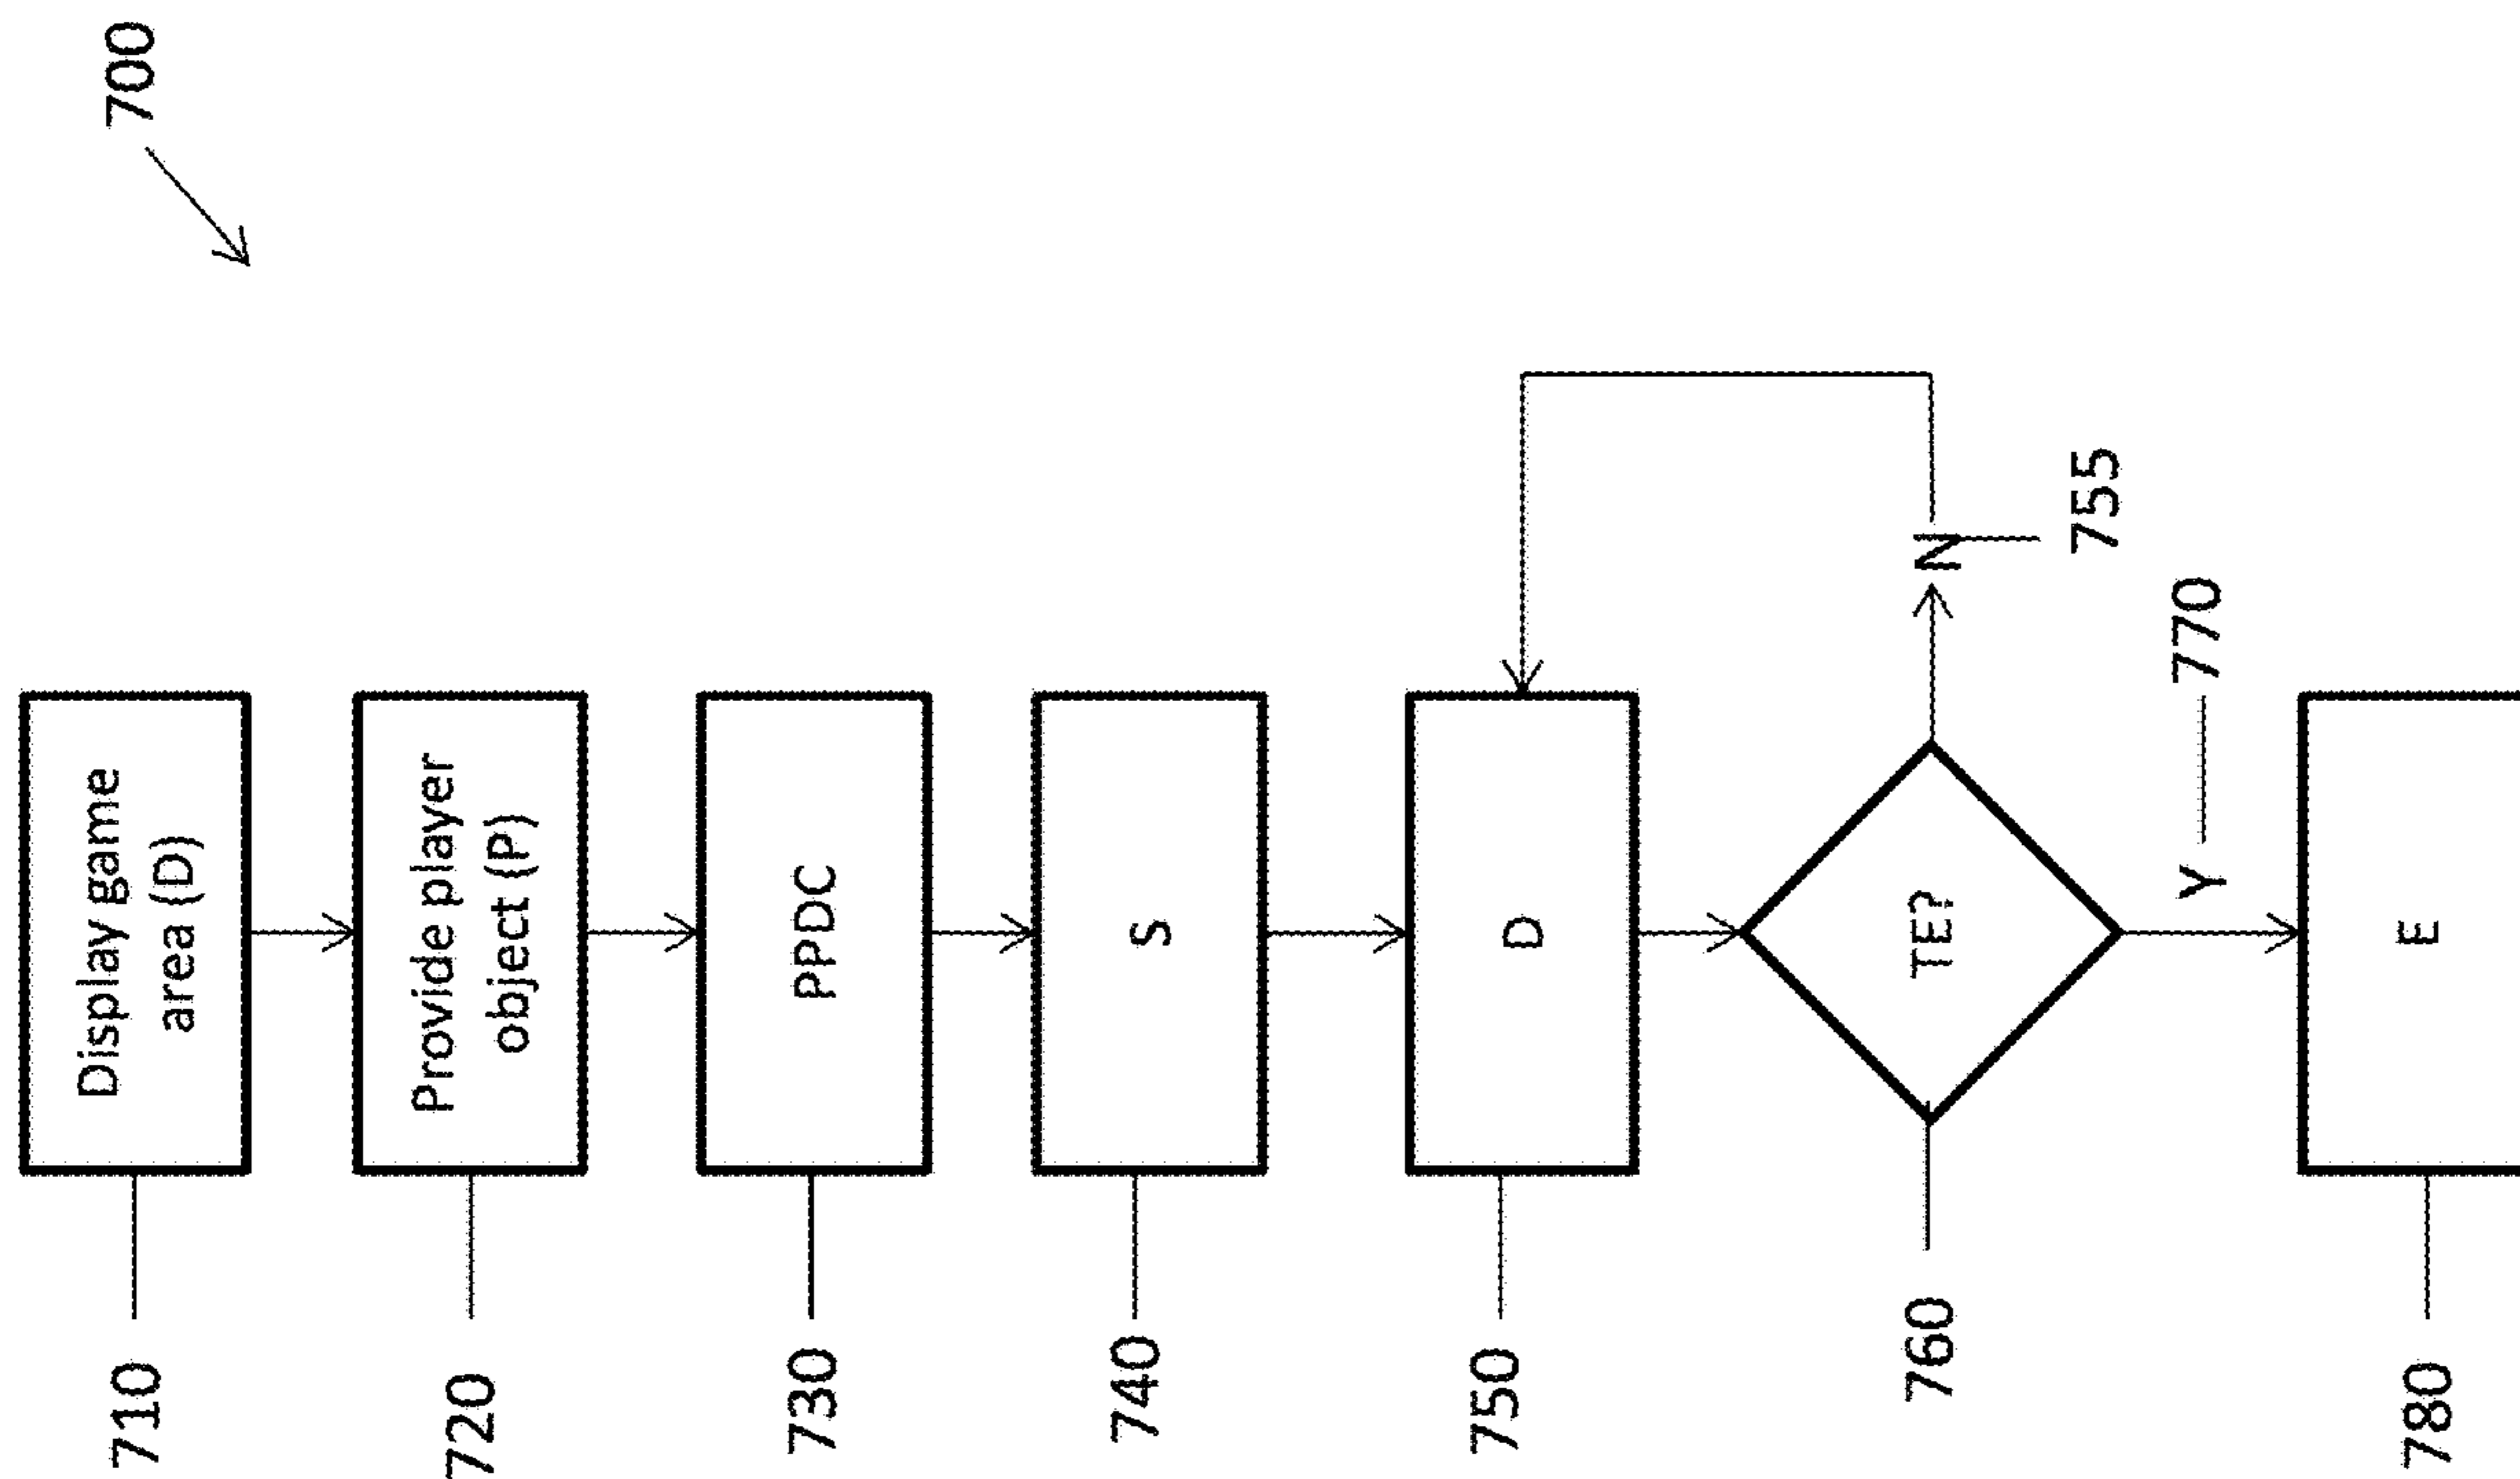 700
710
Display game
area (D)
720
Provide player
object (P)
730
PPDC
740
S
750
D
760
TE?
N
755
Y
770
780
E